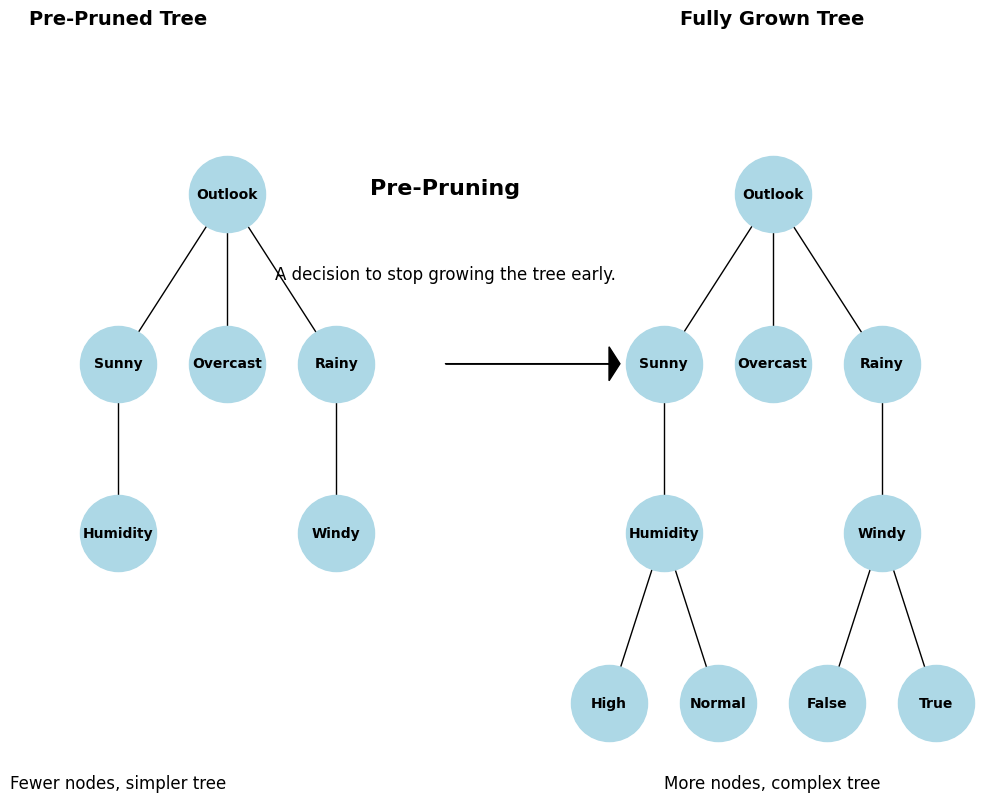 Pre-Pruned Tree
Fully Grown Tree
Outlook
Pre-Pruning
Outlook
A decision to stop growing the tree early.
Sunny
Overcast
Rainy
Sunny
Overcast
Rainy
Humidity
Windy
Humidity
Windy
High
Normal
False
True
Fewer nodes, simpler tree
More nodes, complex tree